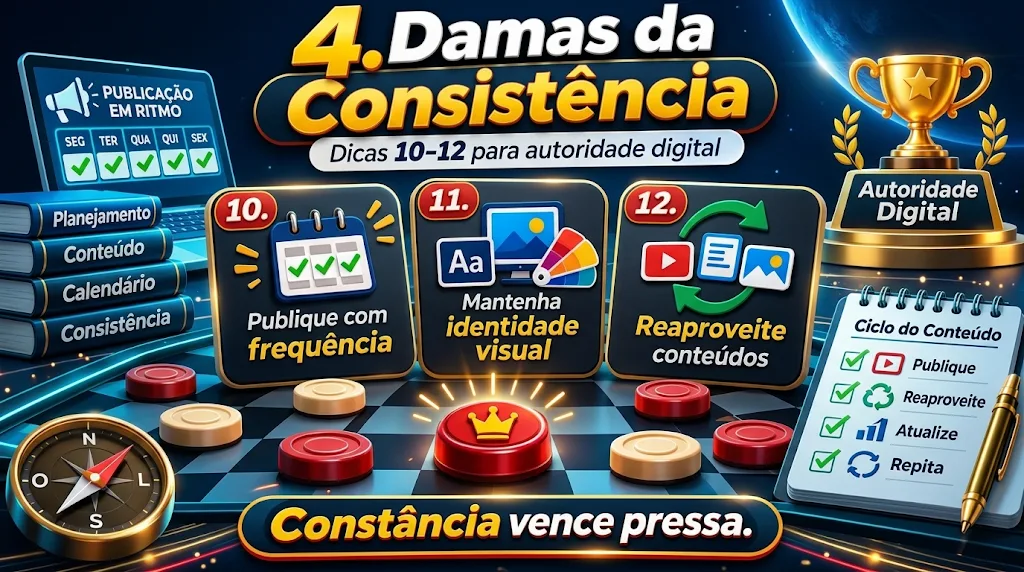 4. Damas da
Consistência
Dicas 10–12 para autoridade digital
PUBLICAÇÃO
EM RITMO
SEG TER QUA QUI SEX
Planejamento
Conteúdo
Calendário
Consistência
10.
Publique com
frequência
11.
Aa
Mantenha
identidade
visual
12.
Reaproveite
conteúdos
Autoridade
Digital
Ciclo do Conteúdo
Publique
Reaproveite
Atualize
Repita
N
O L
S
Constância vence pressa.